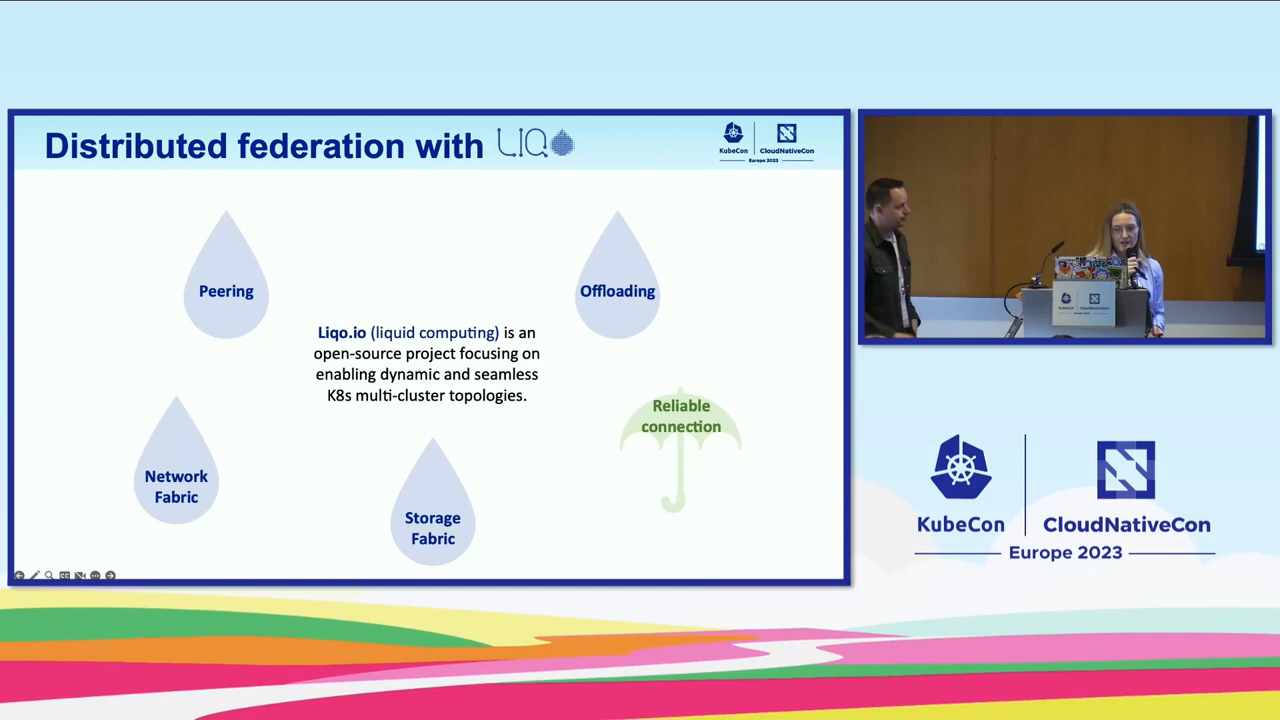 Distributed federation with LIQO
KubeCon
CloudNativeCon
Europe 2023
Peering
Offloading
Liqo.io (liquid computing) is an
open-source project focusing on
enabling dynamic and seamless
K8s multi-cluster topologies.
Reliable
connection
Network
Fabric
Storage
Fabric
KubeCon
CloudNativeCon
Europe 2023